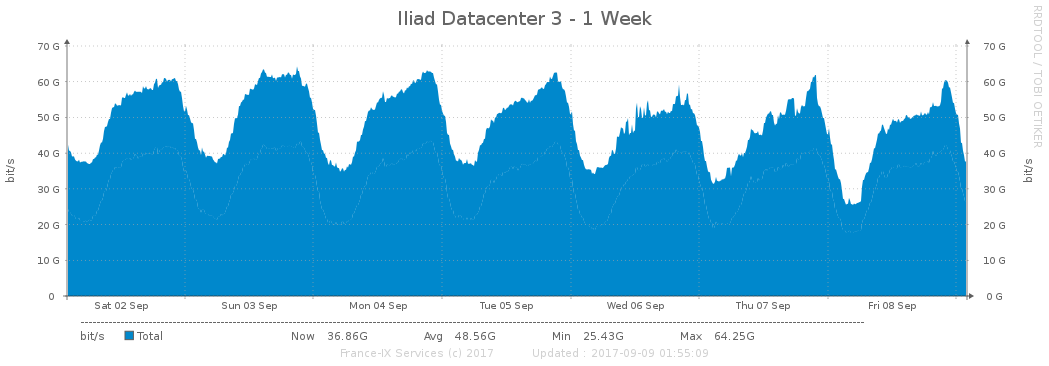 Iliad Datacenter 3 - 1 Week
RRDTOOL / TOBI OETIKER
70 G 70 G
60 G 60 G
50 G 50 G
40 G 40 G
30 G 30 G
20 G 20 G
10 G 10 G
0 0 G
bit/s
bit/s
Sat 02 Sep Sun 03 Sep Mon 04 Sep Tue 05 Sep Wed 06 Sep Thu 07 Sep Fri 08 Sep
bit/s Total Now 36.86G Avg 48.56G Min 25.43G Max 64.25G
France-IX Services (c) 2017 Updated : 2017-09-09 01:55:09